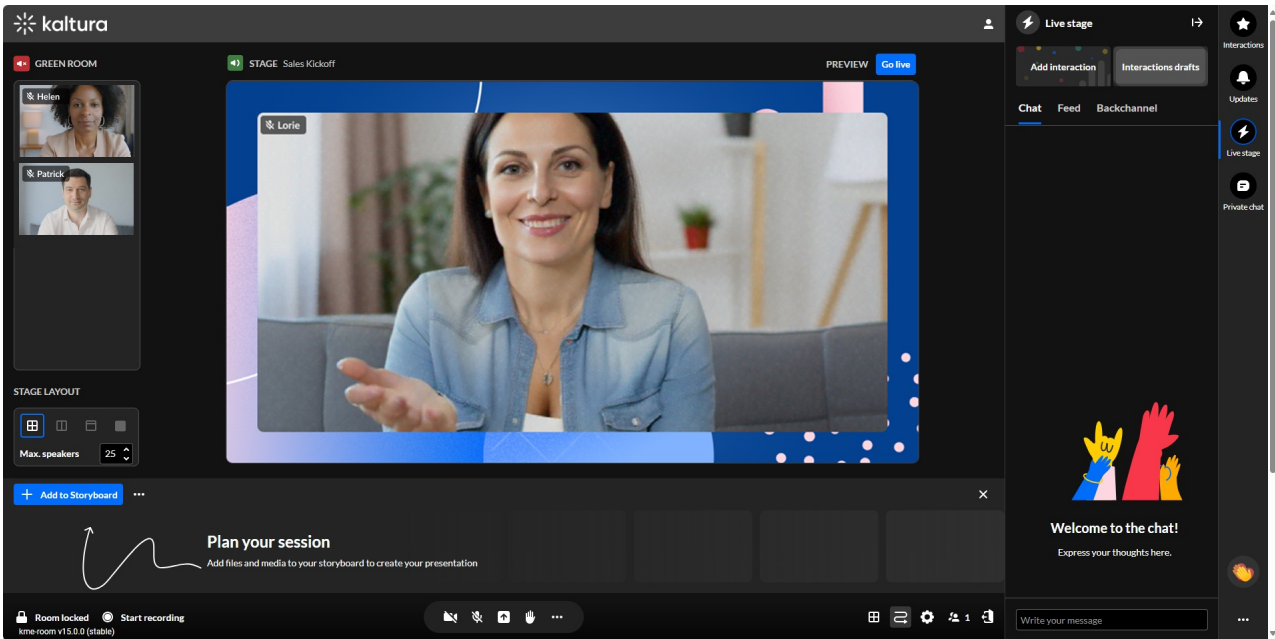 kaltura
GREEN ROOM
Helen
Patrick
STAGE LAYOUT
Max. speakers 25
STAGE Sales Kickoff
PREVIEW Go live
Lorie
+ Add to Storyboard
Plan your session
Add files and media to your storyboard to create your presentation
Room locked Start recording
kme-room v15.0.0 (stable)
1
Live stage
Add interaction Interactions drafts
Chat Feed Backchannel
Welcome to the chat!
Express your thoughts here.
Write your message
Interactions
Updates
Live stage
Private chat